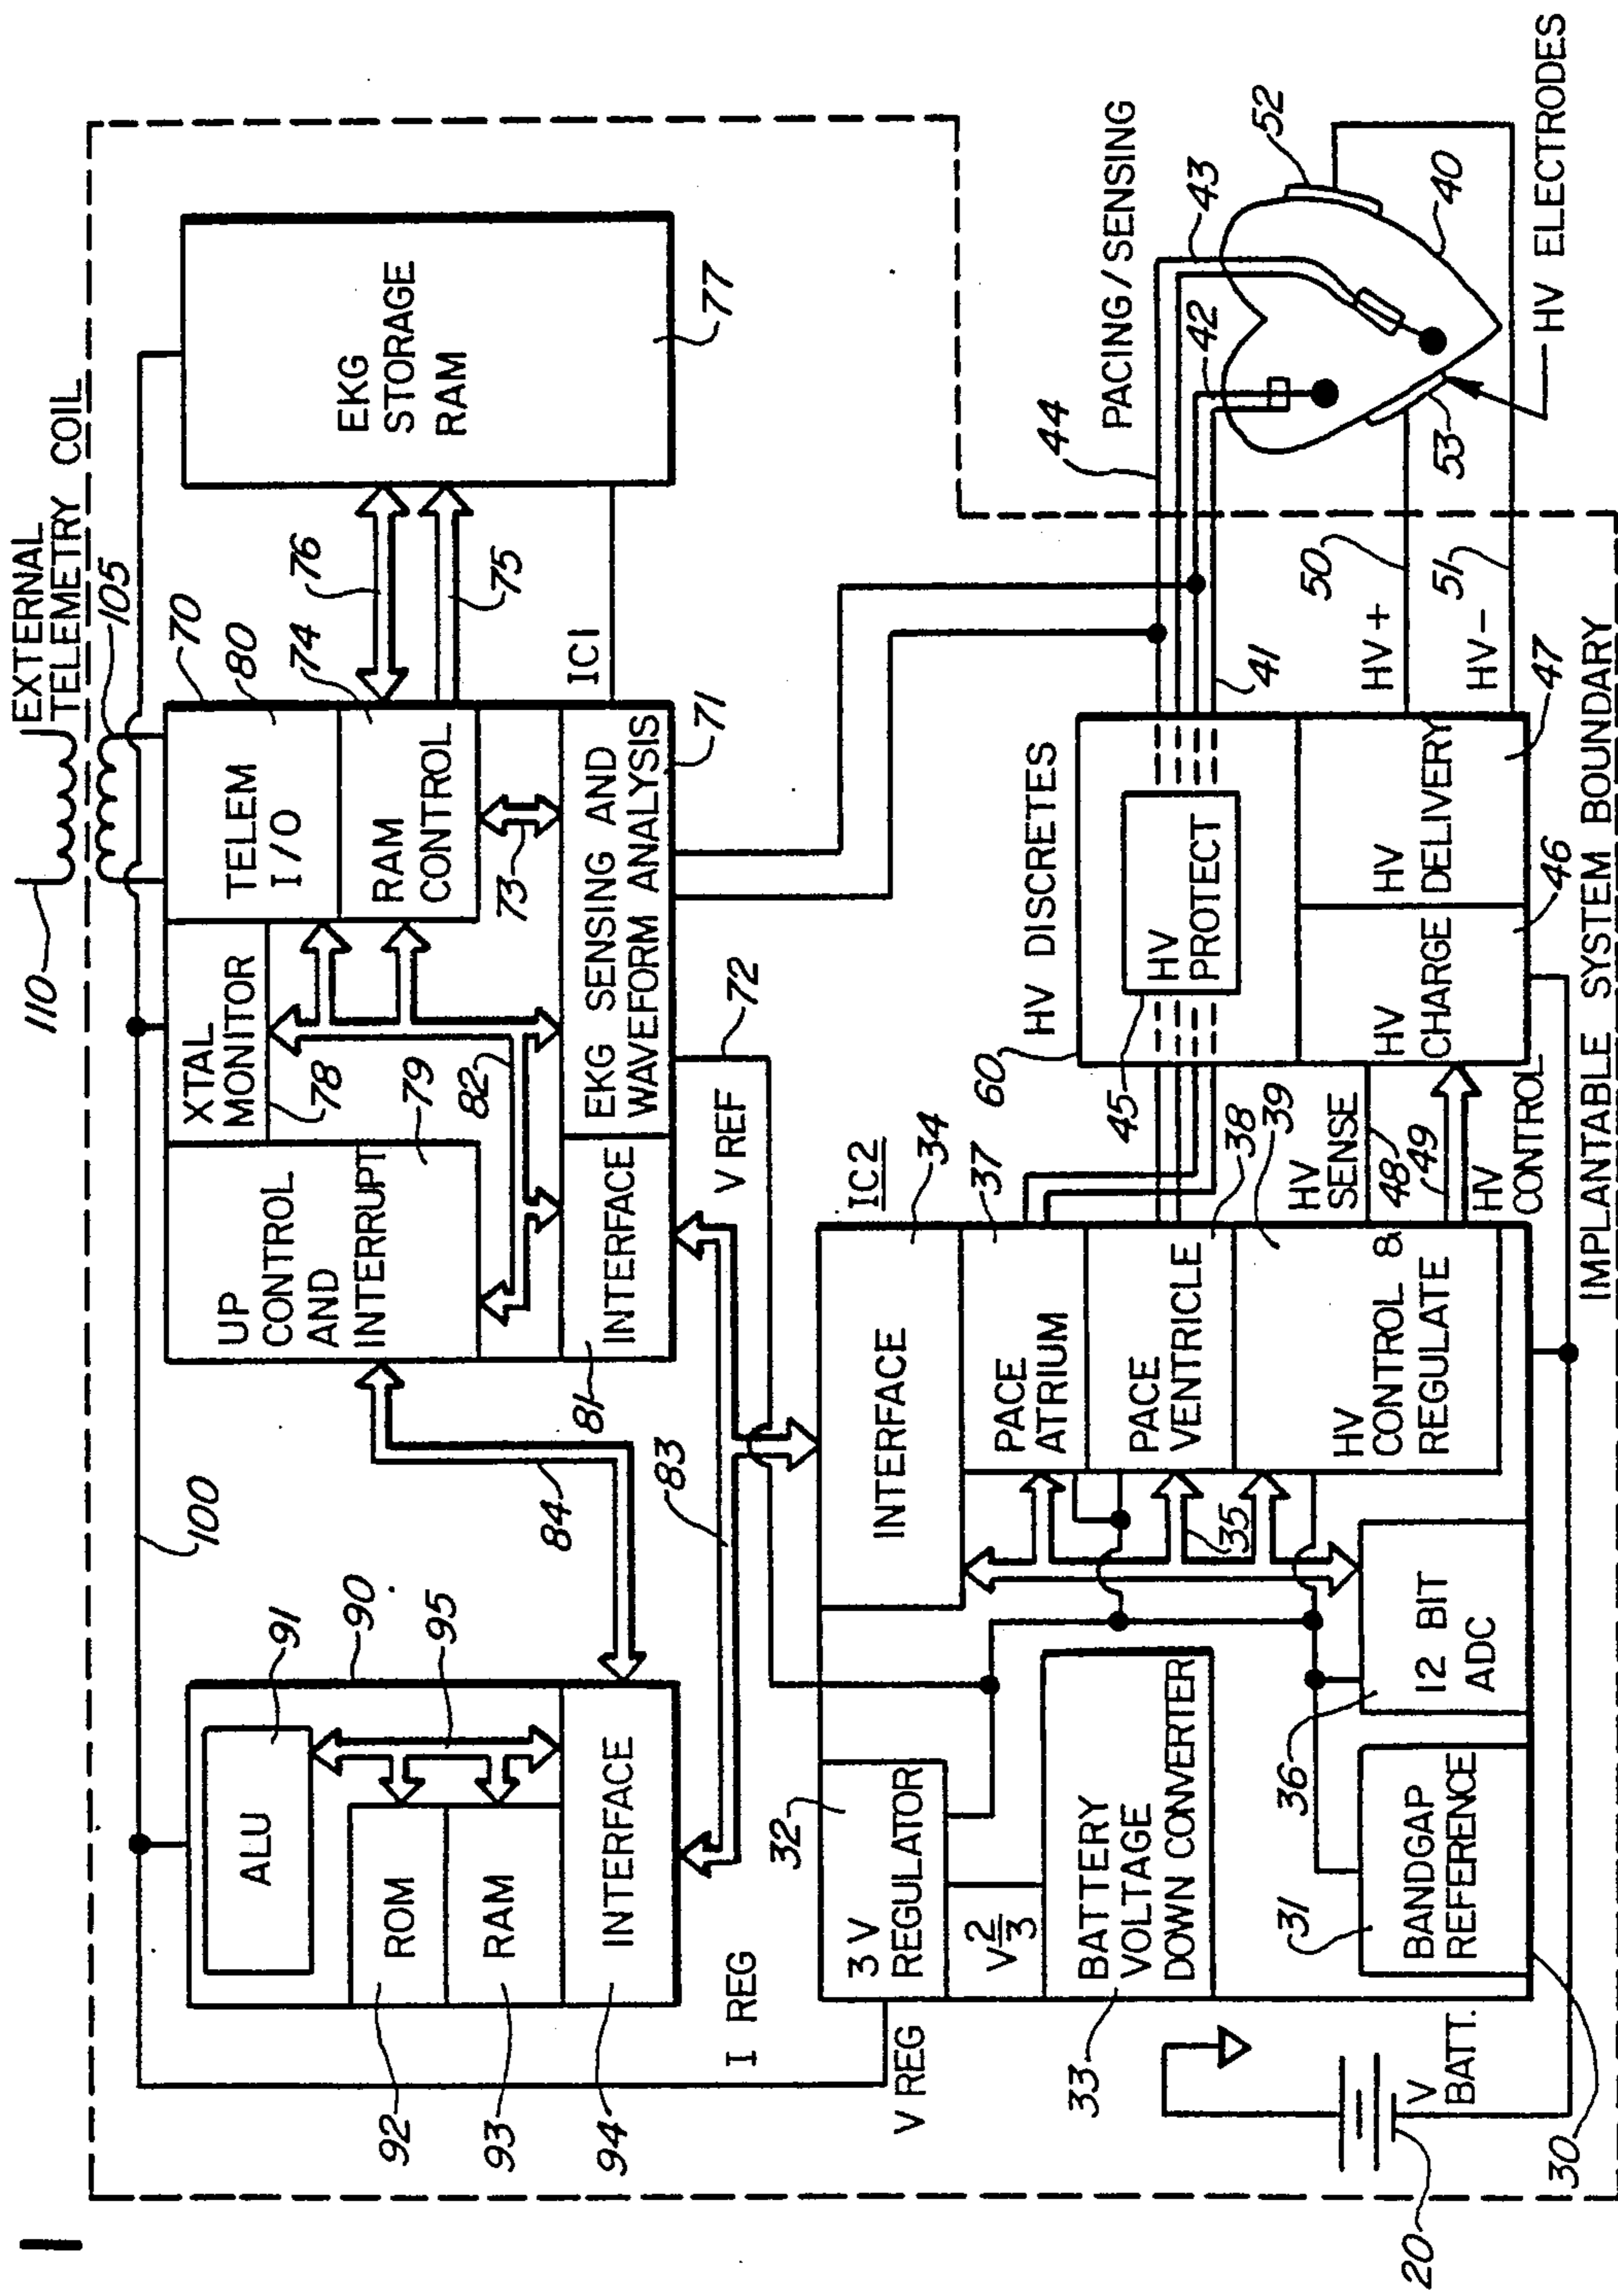 EXTERNAL
TELEMETRY COIL
110
105
70
80
74
76
75
77
TELEM
I/O
RAM
CONTROL
EKG
STORAGE
RAM
IC1
XTAL
MONITOR
78
79
82
73
71
UP
CONTROL
AND
INTERRUPT
INTERFACE
81
EKG SENSING AND
WAVEFORM ANALYSIS
100
84
83
72
V REF
90
91
95
ALU
ROM
RAM
INTERFACE
92
93
94
I REG
V REG
IC2
34
37
38
39
32
3V
REGULATOR
V 2/3
BATTERY
VOLTAGE
DOWN CONVERTER
33
INTERFACE
PACE
ATRIUM
PACE
VENTRICLE
HV
CONTROL &
REGULATE
35
36
12 BIT
ADC
31
BANDGAP
REFERENCE
30
20
V
BATT.
60
HV DISCRETES
45
HV
PROTECT
HV
CHARGE
HV
DELIVERY
46
47
HV
SENSE
48
49
HV
CONTROL
41
44
42
43
PACING/SENSING
HV +
50
HV −
51
52
53
40
HV ELECTRODES
IMPLANTABLE SYSTEM BOUNDARY